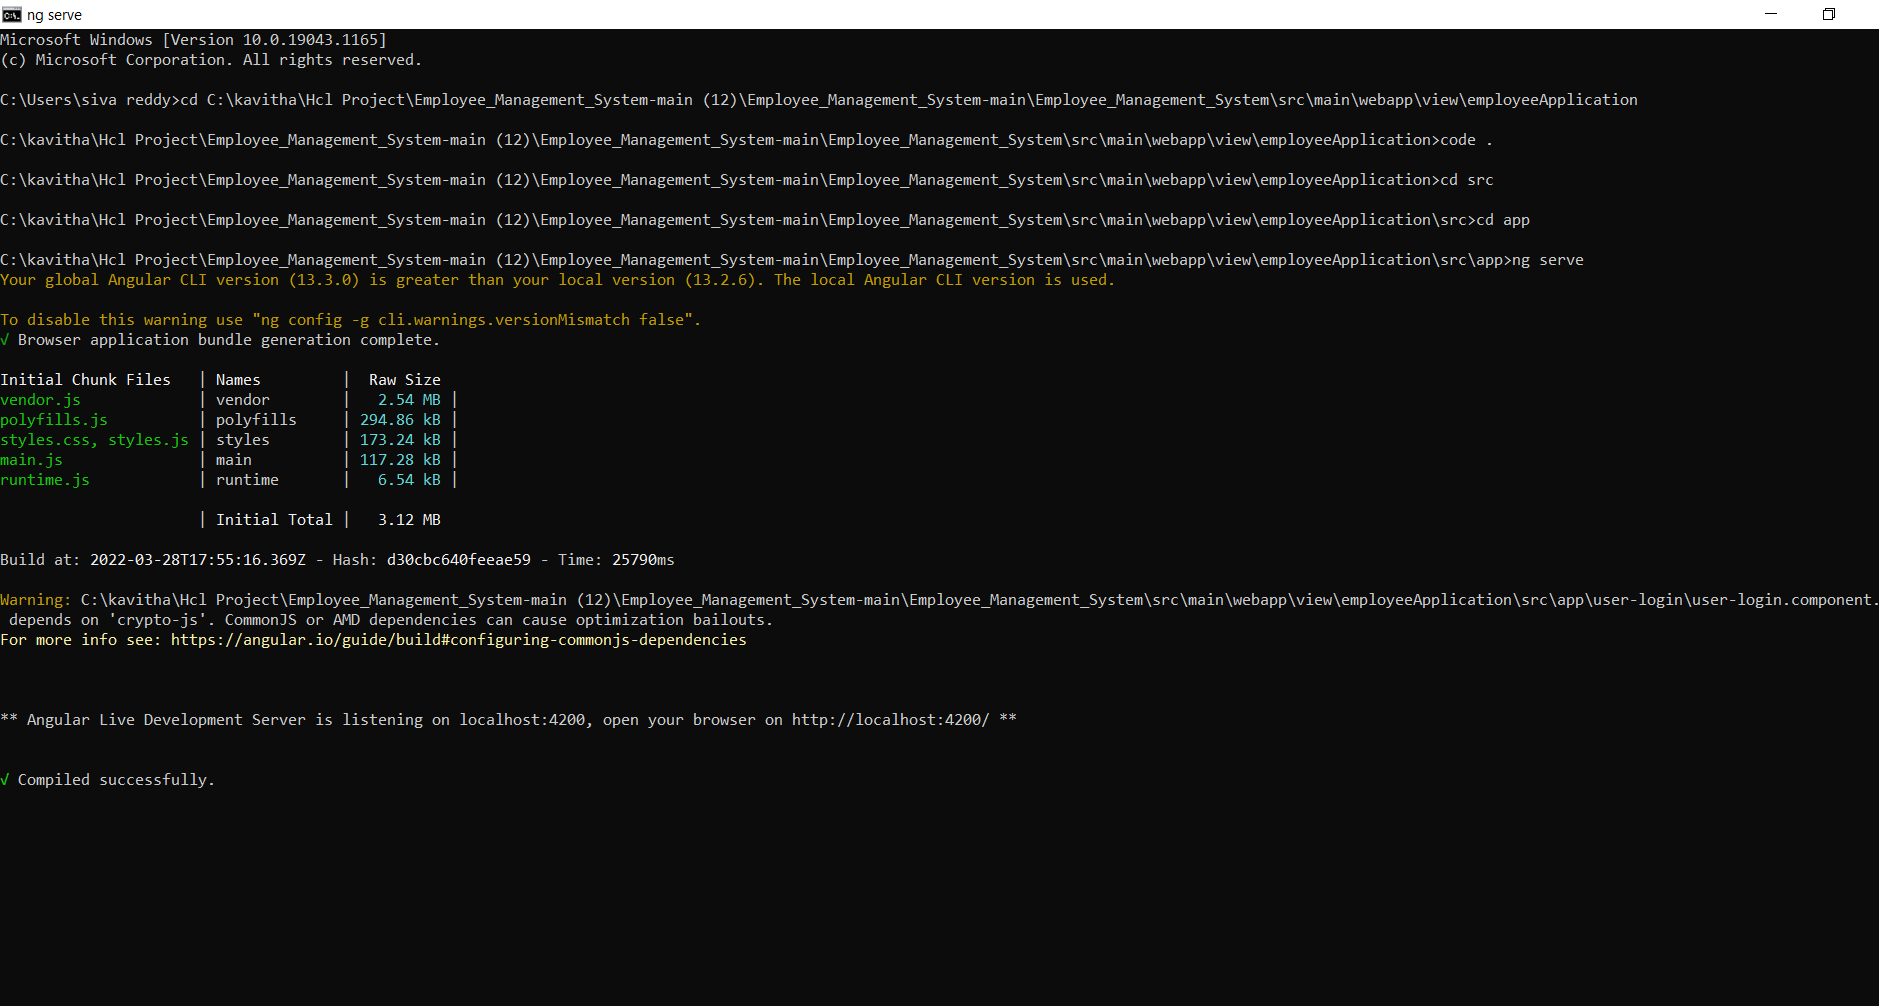 ng serve
Microsoft Windows [Version 10.0.19043.1165]
(c) Microsoft Corporation. All rights reserved.
C:\Users\siva reddy>cd C:\kavitha\Hcl Project\Employee_Management_System-main (12)\Employee_Management_System-main\Employee_Management_System\src\main\webapp\view\employeeApplication
C:\kavitha\Hcl Project\Employee_Management_System-main (12)\Employee_Management_System-main\Employee_Management_System\src\main\webapp\view\employeeApplication>code .
C:\kavitha\Hcl Project\Employee_Management_System-main (12)\Employee_Management_System-main\Employee_Management_System\src\main\webapp\view\employeeApplication>cd src
C:\kavitha\Hcl Project\Employee_Management_System-main (12)\Employee_Management_System-main\Employee_Management_System\src\main\webapp\view\employeeApplication\src>cd app
C:\kavitha\Hcl Project\Employee_Management_System-main (12)\Employee_Management_System-main\Employee_Management_System\src\main\webapp\view\employeeApplication\src\app>ng serve
Your global Angular CLI version (13.3.0) is greater than your local version (13.2.6). The local Angular CLI version is used.
To disable this warning use "ng config -g cli.warnings.versionMismatch false".
√ Browser application bundle generation complete.
Initial Chunk Files | Names | Raw Size
vendor.js | vendor | 2.54 MB |
polyfills.js | polyfills | 294.86 kB |
styles.css, styles.js | styles | 173.24 kB |
main.js | main | 117.28 kB |
runtime.js | runtime | 6.54 kB |
| Initial Total | 3.12 MB
Build at: 2022-03-28T17:55:16.369Z - Hash: d30cbc640feeae59 - Time: 25790ms
Warning: C:\kavitha\Hcl Project\Employee_Management_System-main (12)\Employee_Management_System-main\Employee_Management_System\src\main\webapp\view\employeeApplication\src\app\user-login\user-login.component.
depends on 'crypto-js'. CommonJS or AMD dependencies can cause optimization bailouts.
For more info see: https://angular.io/guide/build#configuring-commonjs-dependencies
** Angular Live Development Server is listening on localhost:4200, open your browser on http://localhost:4200/ **
√ Compiled successfully.